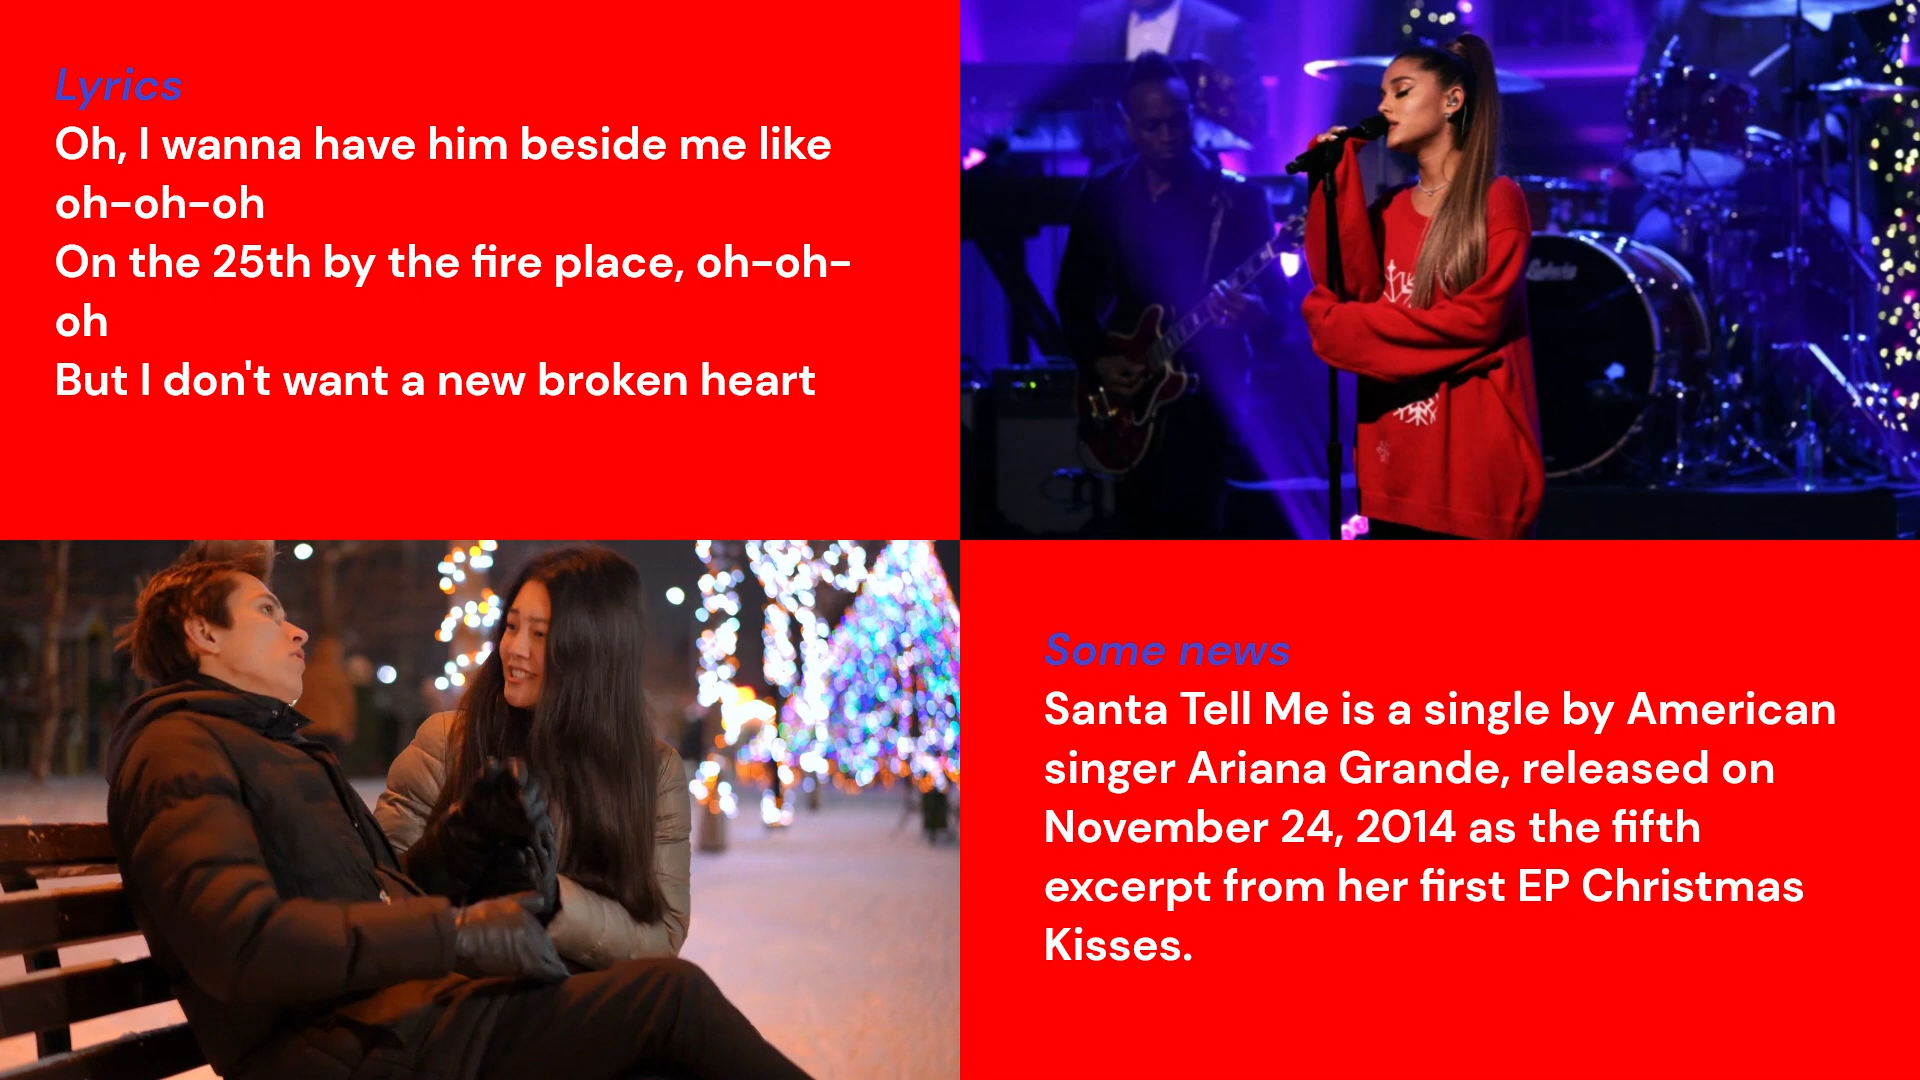 Lyrics
Oh, I wanna have him beside me like
oh-oh-oh
On the 25th by the fire place, oh-oh-
oh
But I don't want a new broken heart
Some news
Santa Tell Me is a single by American
singer Ariana Grande, released on
November 24, 2014 as the fifth
excerpt from her first EP Christmas
Kisses.